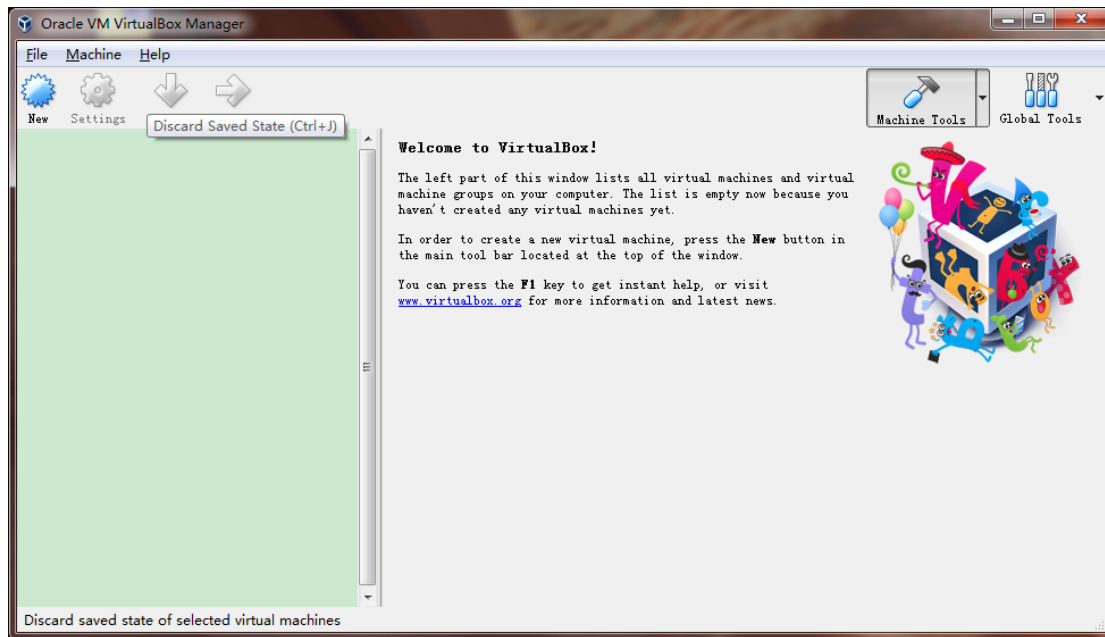 Oracle VM VirtualBox Manager
File Machine Help
New Settings Machine Tools Global Tools
Discard Saved State (Ctrl+J)
Welcome to VirtualBox!
The left part of this window lists all virtual machines and virtual
machine groups on your computer. The list is empty now because you
haven't created any virtual machines yet.
In order to create a new virtual machine, press the New button in
the main tool bar located at the top of the window.
You can press the F1 key to get instant help, or visit
www.virtualbox.org for more information and latest news.
Discard saved state of selected virtual machines